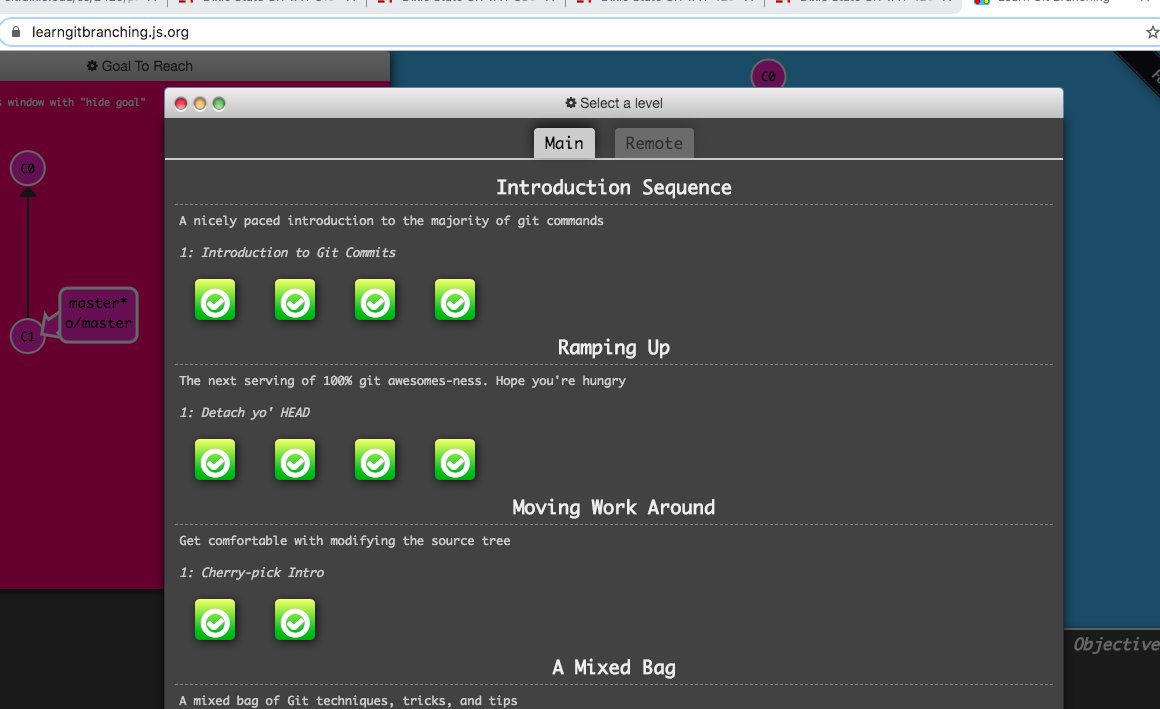 learngitbranching.js.org
Goal To Reach
window with "hide goal"
C0
C0
master*
o/master
C1
Select a level
Main
Remote
Introduction Sequence
A nicely paced introduction to the majority of git commands
1: Introduction to Git Commits
Ramping Up
The next serving of 100% git awesomes-ness. Hope you're hungry
1: Detach yo' HEAD
Moving Work Around
Get comfortable with modifying the source tree
1: Cherry-pick Intro
A Mixed Bag
A mixed bag of Git techniques, tricks, and tips
Objective